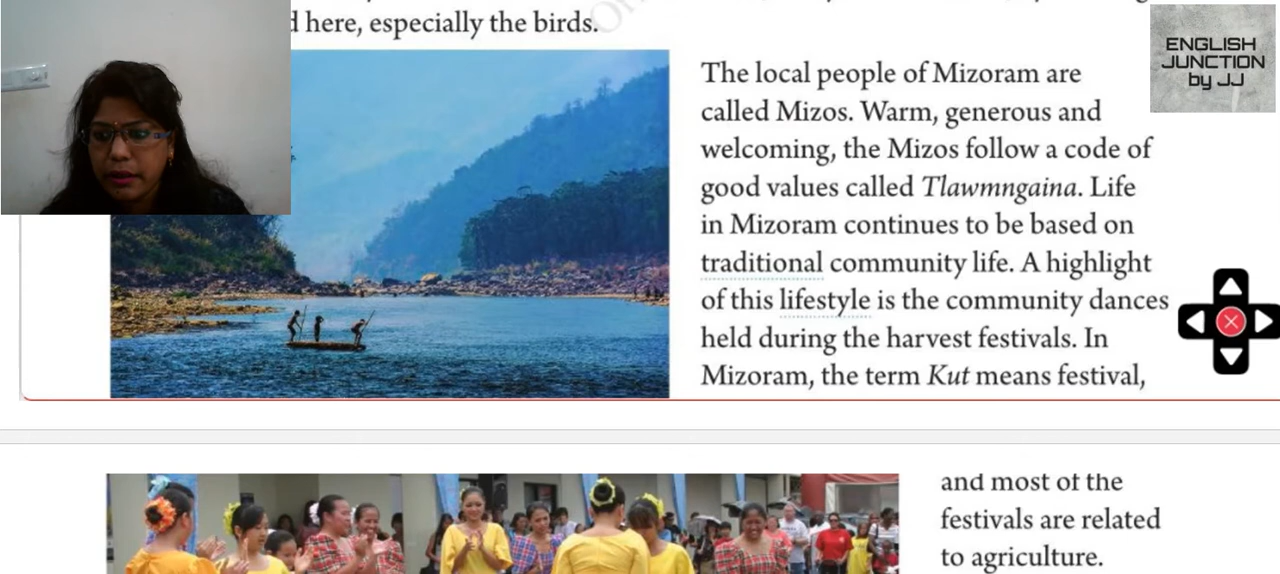 d here, especially the birds.
ENGLISH
JUNCTION
by JJ
The local people of Mizoram are
called Mizos. Warm, generous and
welcoming, the Mizos follow a code of
good values called Tlawmngaina. Life
in Mizoram continues to be based on
traditional community life. A highlight
of this lifestyle is the community dances
held during the harvest festivals. In
Mizoram, the term Kut means festival,
and most of the
festivals are related
to agriculture.